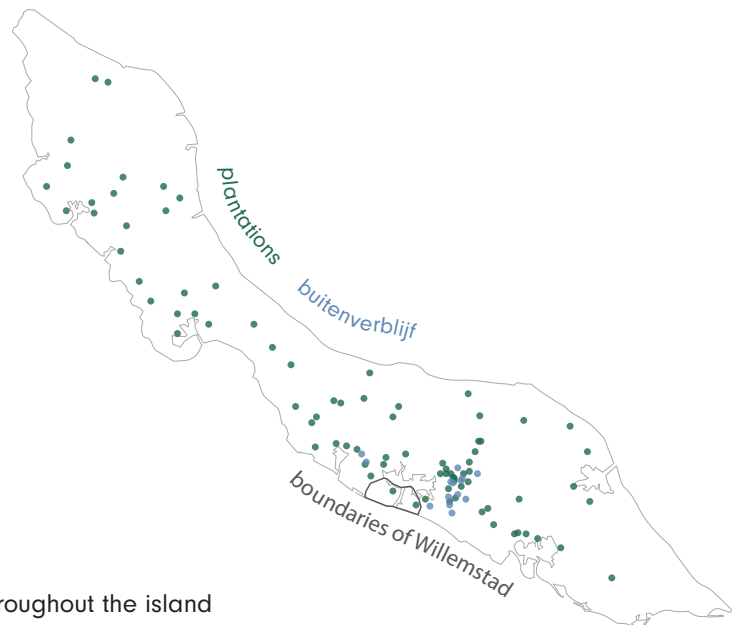 plantations
buitenverblijf
boundaries of Willemstad
roughout the island